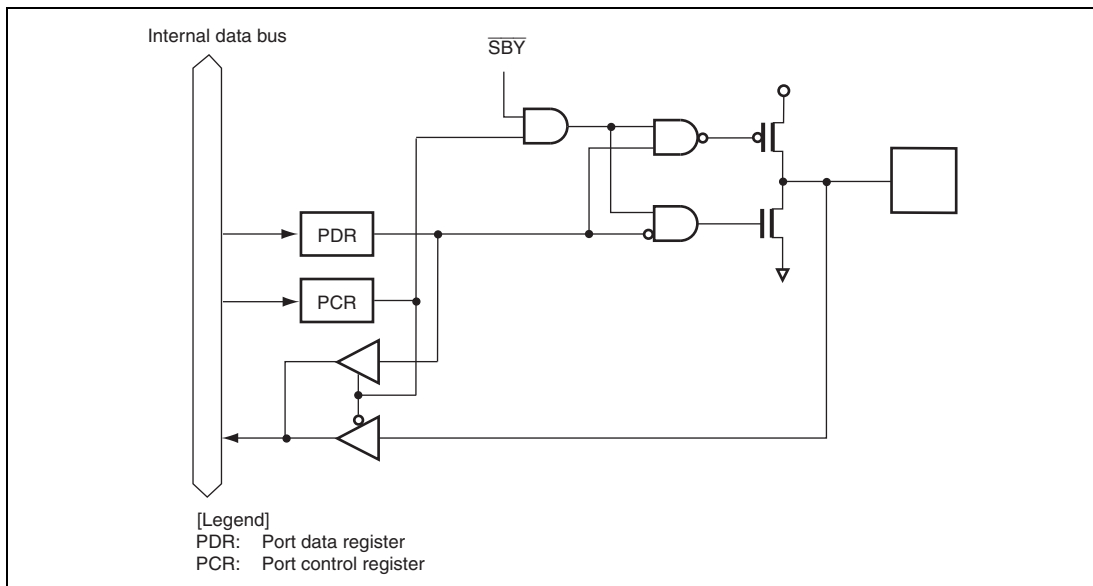 Internal data bus
SBY
PDR
PCR
[Legend]
PDR: Port data register
PCR: Port control register